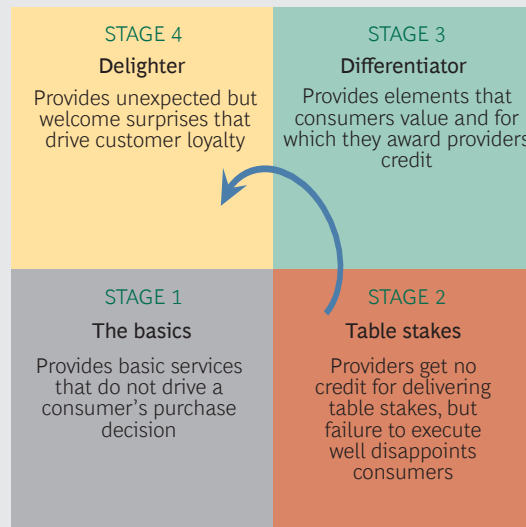 STAGE 4
Delighter
Provides unexpected but
welcome surprises that
drive customer loyalty
STAGE 3
Differentiator
Provides elements that
consumers value and for
which they award providers
credit
STAGE 1
The basics
Provides basic services
that do not drive a
consumer's purchase
decision
STAGE 2
Table stakes
Providers get no
credit for delivering
table stakes, but
failure to execute
well disappoints
consumers